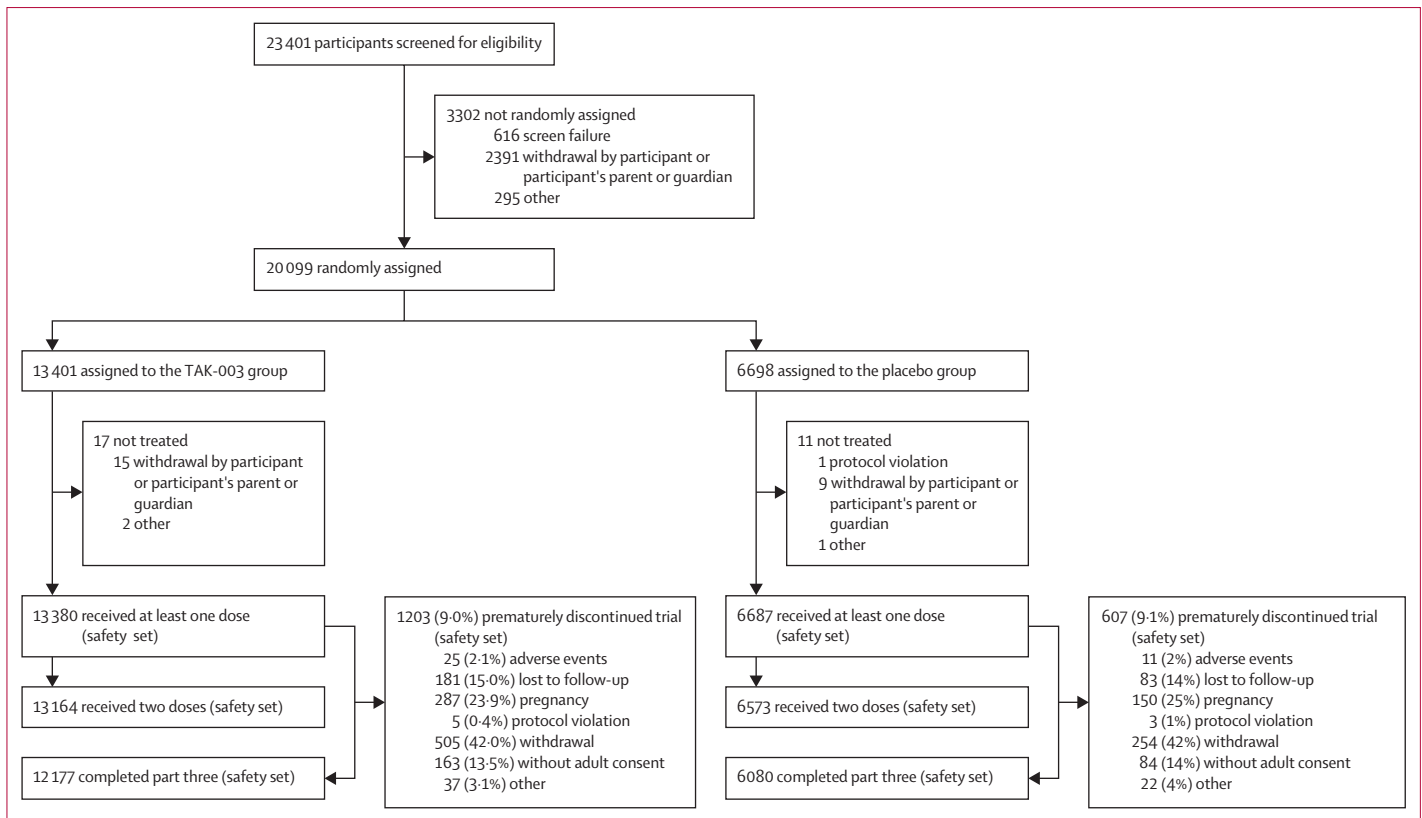 23 401 participants screened for eligibility
3302 not randomly assigned
616 screen failure
2391 withdrawal by participant or
participant's parent or guardian
295 other
20 099 randomly assigned
13 401 assigned to the TAK-003 group
6698 assigned to the placebo group
17 not treated
15 withdrawal by participant
or participant's parent or
guardian
2 other
11 not treated
1 protocol violation
9 withdrawal by participant or
participant's parent or
guardian
1 other
13 380 received at least one dose
(safety set)
13 164 received two doses (safety set)
12 177 completed part three (safety set)
1203 (9·0%) prematurely discontinued trial
(safety set)
25 (2·1%) adverse events
181 (15·0%) lost to follow-up
287 (23·9%) pregnancy
5 (0·4%) protocol violation
505 (42·0%) withdrawal
163 (13·5%) without adult consent
37 (3·1%) other
6687 received at least one dose
(safety set)
6573 received two doses (safety set)
6080 completed part three (safety set)
607 (9·1%) prematurely discontinued trial
(safety set)
11 (2%) adverse events
83 (14%) lost to follow-up
150 (25%) pregnancy
3 (1%) protocol violation
254 (42%) withdrawal
84 (14%) without adult consent
22 (4%) other